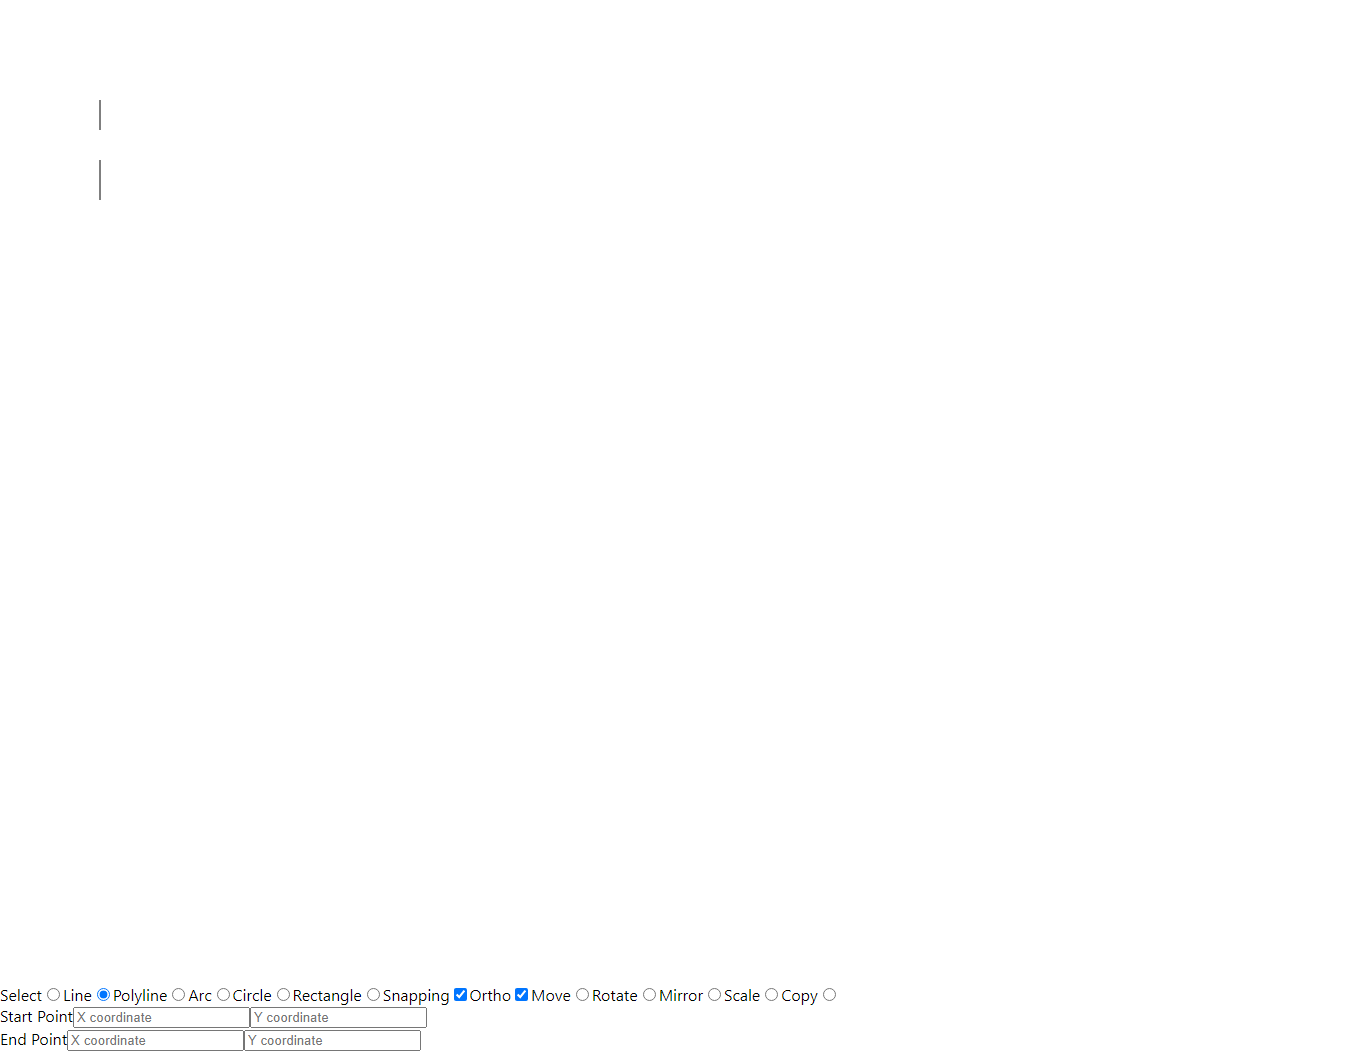 Select Line Polyline Arc Circle Rectangle Snapping Ortho Move Rotate Mirror Scale Copy
Start Point X coordinate Y coordinate
End Point X coordinate Y coordinate